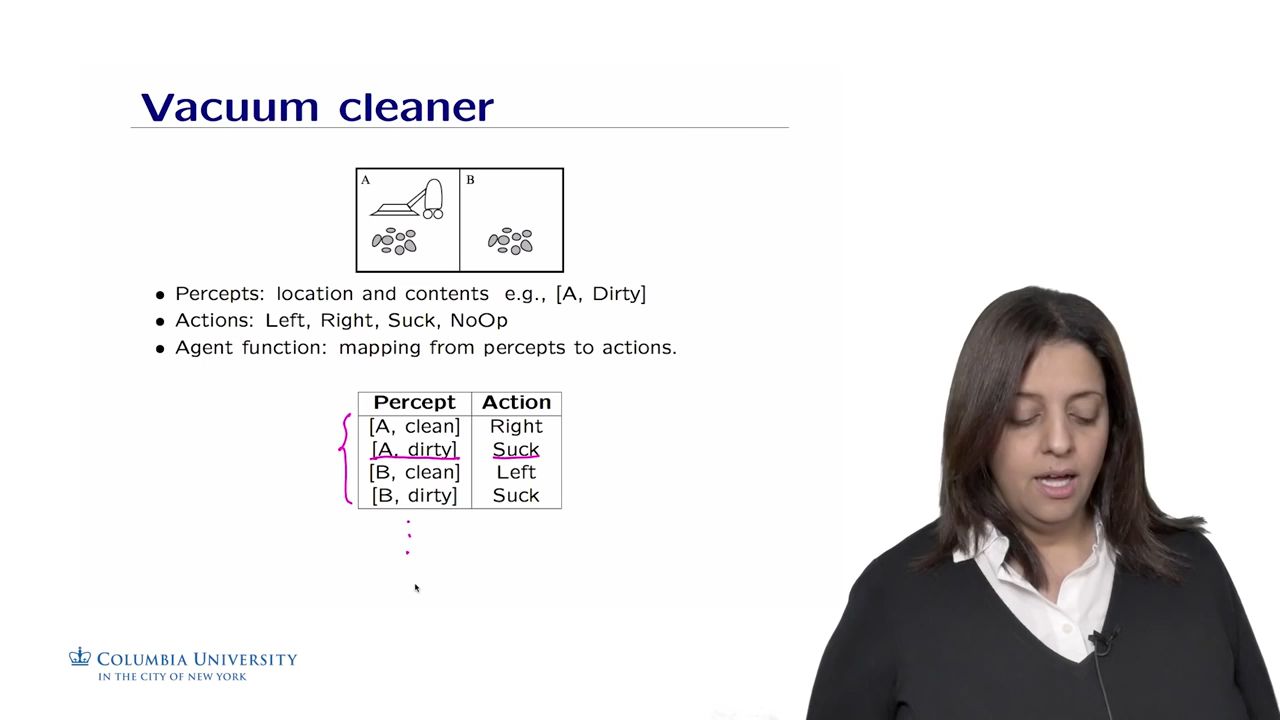 Vacuum cleaner
A
B
• Percepts: location and contents e.g., [A, Dirty]
• Actions: Left, Right, Suck, NoOp
• Agent function: mapping from percepts to actions.
Percept Action
[A, clean] Right
[A, dirty] Suck
[B, clean] Left
[B, dirty] Suck
COLUMBIA UNIVERSITY
IN THE CITY OF NEW YORK